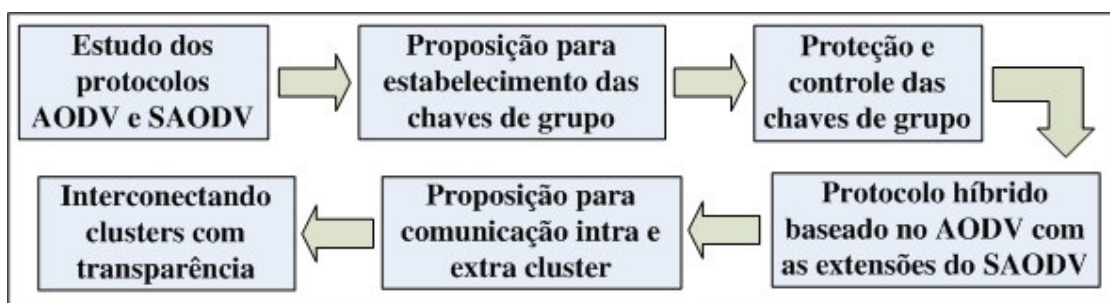 Estudo dos
protocolos
AODV e SAODV
Proposição para
estabelecimento das
chaves de grupo
Proteção e
controle das
chaves de grupo
Protocolo híbrido
baseado no AODV com
as extensões do SAODV
Proposição para
comunicação intra e
extra cluster
Interconectando
clusters com
transparência